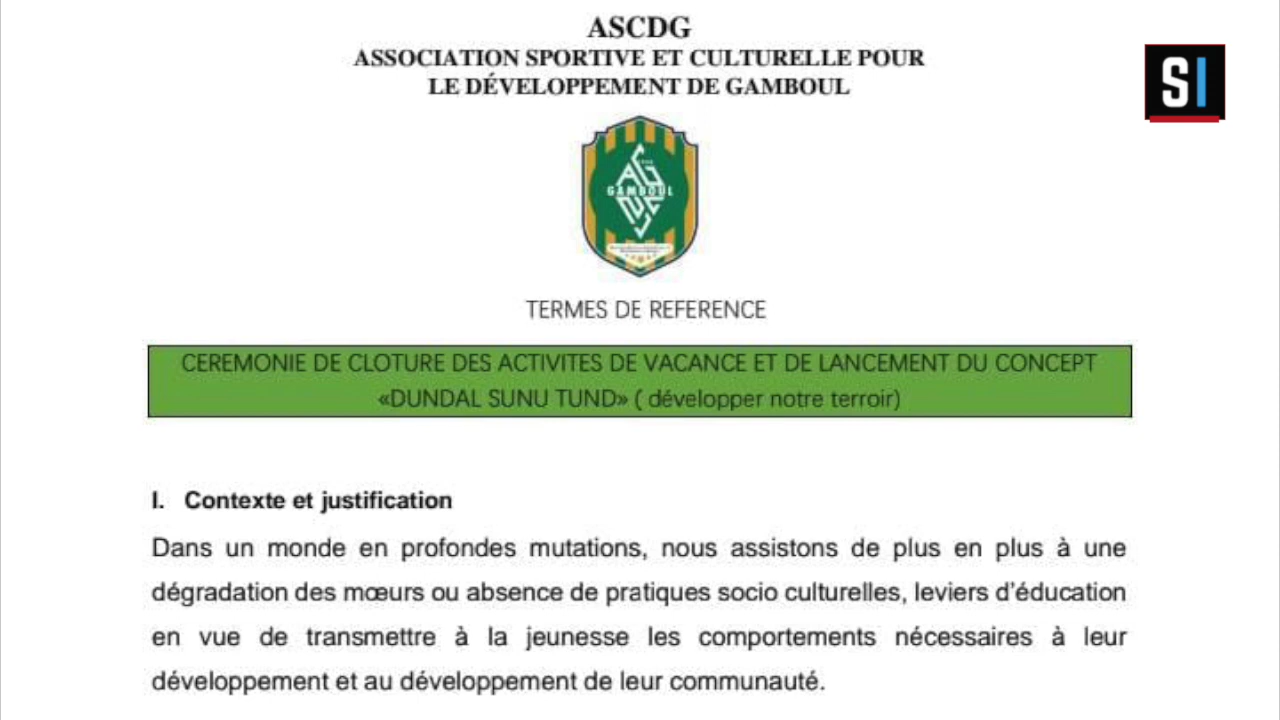 ASCDG
ASSOCIATION SPORTIVE ET CULTURELLE POUR
LE DÉVELOPPEMENT DE GAMBOUL
SI
GAMBOUL
TERMES DE REFERENCE
CEREMONIE DE CLOTURE DES ACTIVITES DE VACANCE ET DE LANCEMENT DU CONCEPT
«DUNDAL SUNU TUND» ( développer notre terroir)
I. Contexte et justification
Dans un monde en profondes mutations, nous assistons de plus en plus à une
dégradation des mœurs ou absence de pratiques socio culturelles, leviers d'éducation
en vue de transmettre à la jeunesse les comportements nécessaires à leur
développement et au développement de leur communauté.